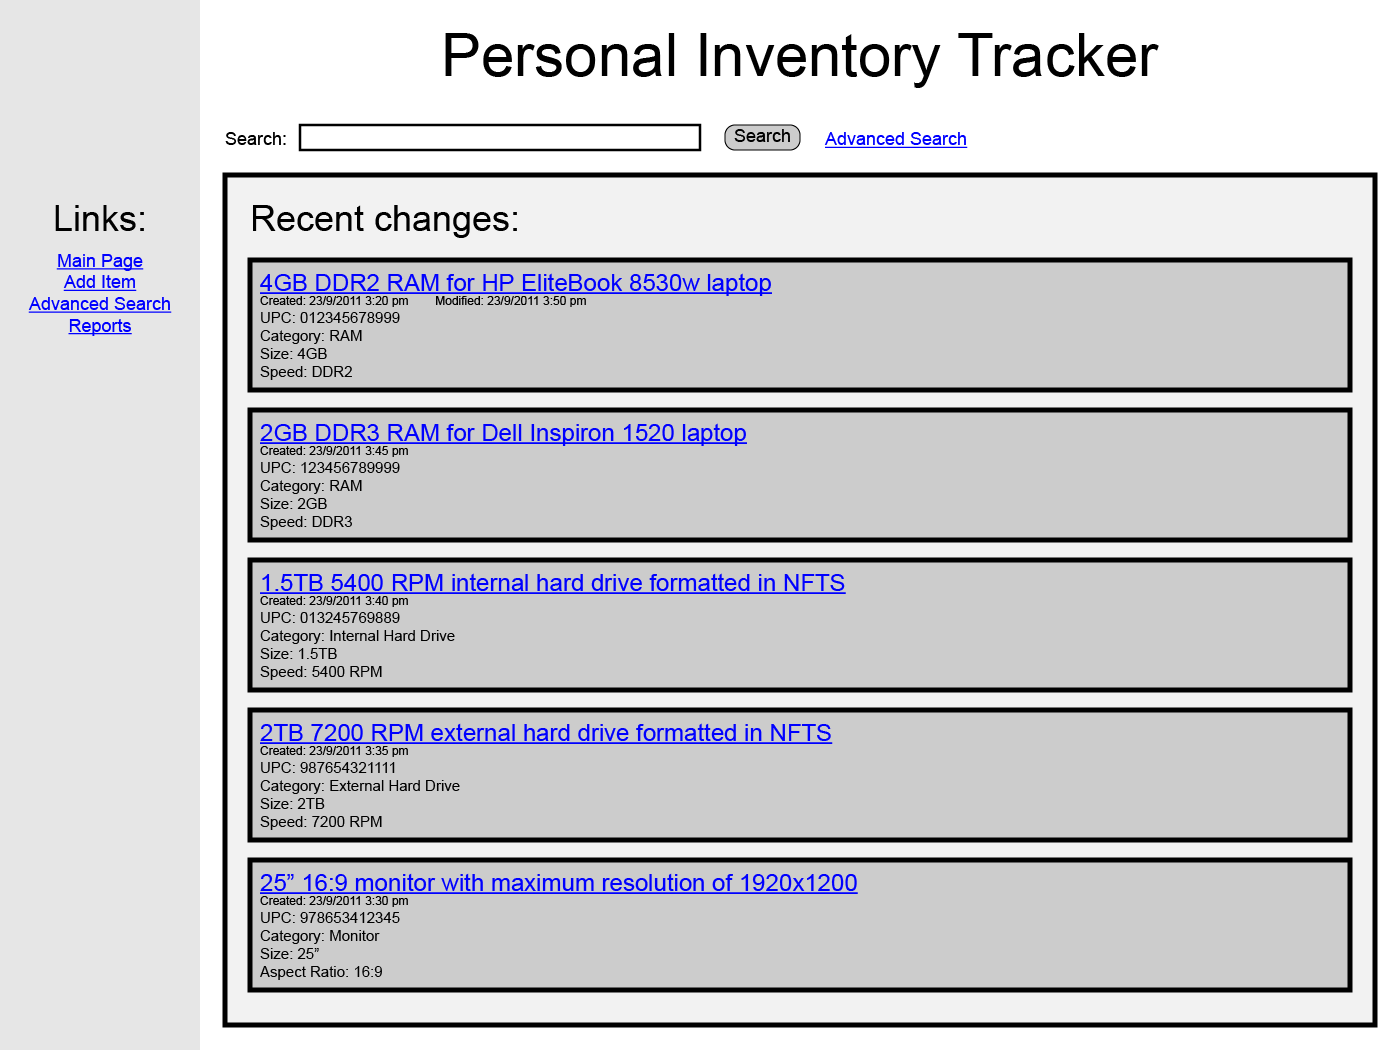 Personal Inventory Tracker
Search: Search Advanced Search
Links:
Main Page
Add Item
Advanced Search
Reports
Recent changes:
4GB DDR2 RAM for HP EliteBook 8530w laptop
Created: 23/9/2011 3:20 pm Modified: 23/9/2011 3:50 pm
UPC: 012345678999
Category: RAM
Size: 4GB
Speed: DDR2
2GB DDR3 RAM for Dell Inspiron 1520 laptop
Created: 23/9/2011 3:45 pm
UPC: 123456789999
Category: RAM
Size: 2GB
Speed: DDR3
1.5TB 5400 RPM internal hard drive formatted in NFTS
Created: 23/9/2011 3:40 pm
UPC: 013245769889
Category: Internal Hard Drive
Size: 1.5TB
Speed: 5400 RPM
2TB 7200 RPM external hard drive formatted in NFTS
Created: 23/9/2011 3:35 pm
UPC: 987654321111
Category: External Hard Drive
Size: 2TB
Speed: 7200 RPM
25” 16:9 monitor with maximum resolution of 1920x1200
Created: 23/9/2011 3:30 pm
UPC: 978653412345
Category: Monitor
Size: 25”
Aspect Ratio: 16:9